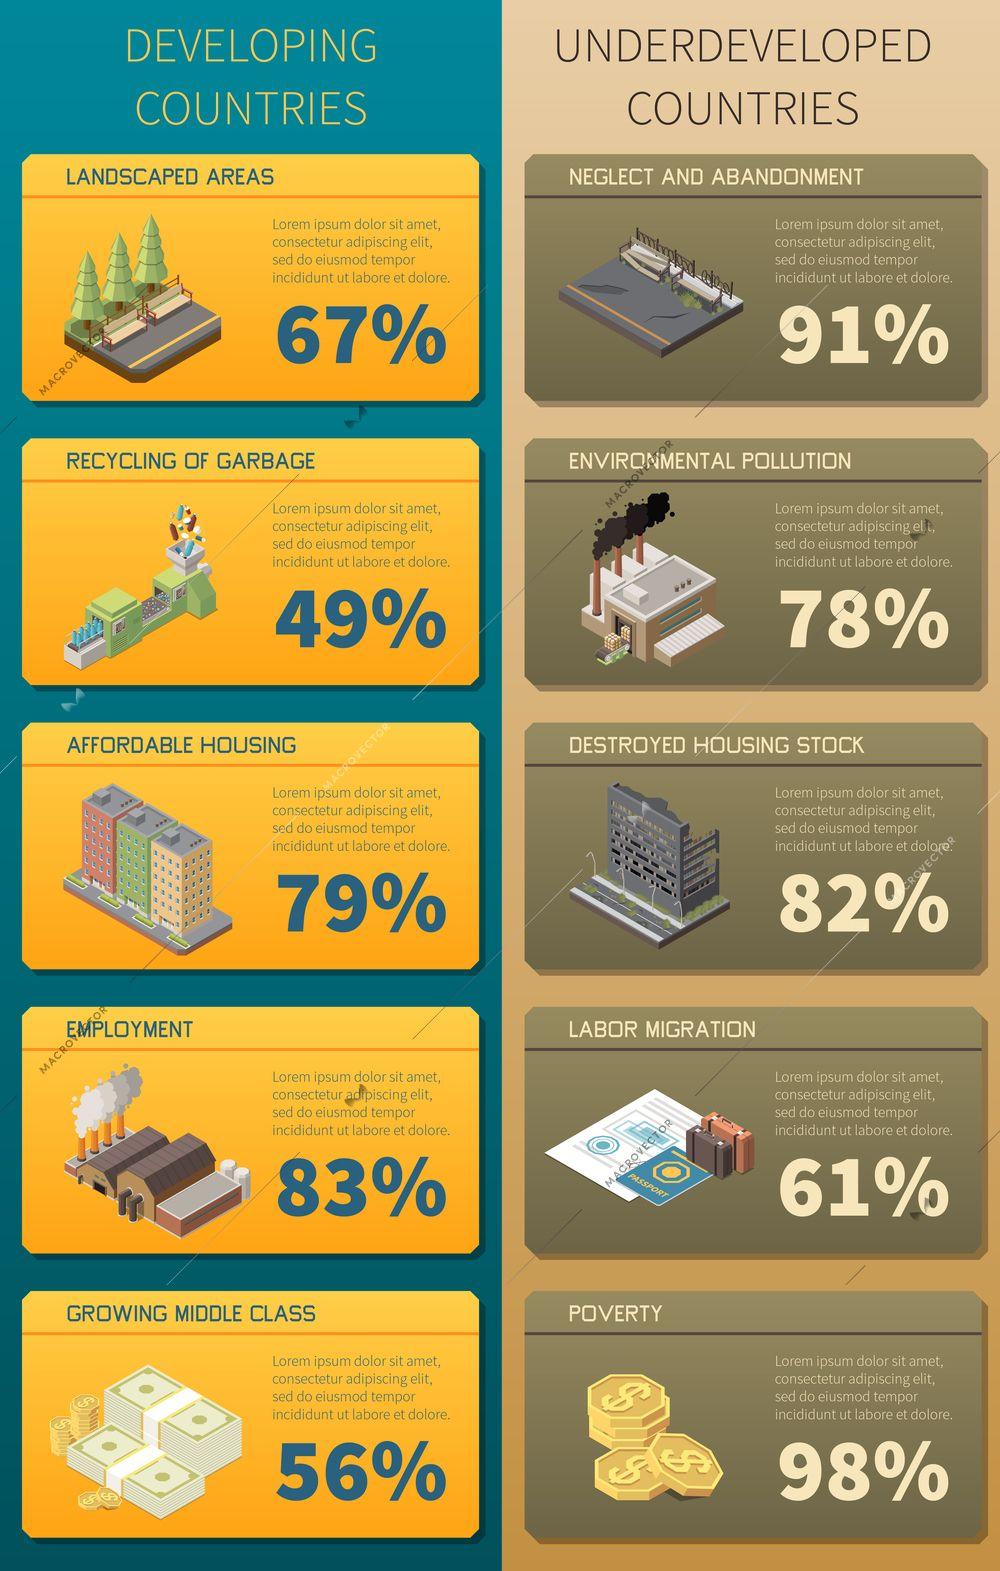 DEVELOPING
COUNTRIES
LANDSCAPED AREAS
Lorem ipsum dolor sit amet,
consectetur adipiscing elit,
sed do eiusmod tempor
incididunt ut labore et dolore.
67%
MACROVECTOR
RECYCLING OF GARBAGE
Lorem ipsum dolor sit amet,
consectetur adipiscing elit,
sed do eiusmod tempor
incididunt ut labore et dolore.
49%
AFFORDABLE HOUSING
MACROVECTOR
Lorem ipsum dolor sit amet,
consectetur adipiscing elit,
sed do eiusmod tempor
incididunt ut labore et dolore.
79%
EMPLOYMENT
MACROVECTOR
Lorem ipsum dolor sit amet,
consectetur adipiscing elit,
sed do eiusmod tempor
incididunt ut labore et dolore.
83%
GROWING MIDDLE CLASS
Lorem ipsum dolor sit amet,
consectetur adipiscing elit,
sed do eiusmod tempor
incididunt ut labore et dolore.
56%
UNDERDEVELOPED
COUNTRIES
NEGLECT AND ABANDONMENT
Lorem ipsum dolor sit amet,
consectetur adipiscing elit,
sed do eiusmod tempor
incididunt ut labore et dolore.
91%
ENVIRONMENTAL POLLUTION
MACROVECTOR
Lorem ipsum dolor sit amet,
consectetur adipiscing elit,
sed do eiusmod tempor
incididunt ut labore et dolore.
78%
DESTROYED HOUSING STOCK
Lorem ipsum dolor sit amet,
consectetur adipiscing elit,
sed do eiusmod tempor
incididunt ut labore et dolore.
MACROVECTOR
82%
LABOR MIGRATION
Lorem ipsum dolor sit amet,
consectetur adipiscing elit,
sed do eiusmod tempor
incididunt ut labore et dolore.
MACROVECTOR
PASSPORT
61%
POVERTY
Lorem ipsum dolor sit amet,
consectetur adipiscing elit,
sed do eiusmod tempor
incididunt ut labore et dolore.
98%